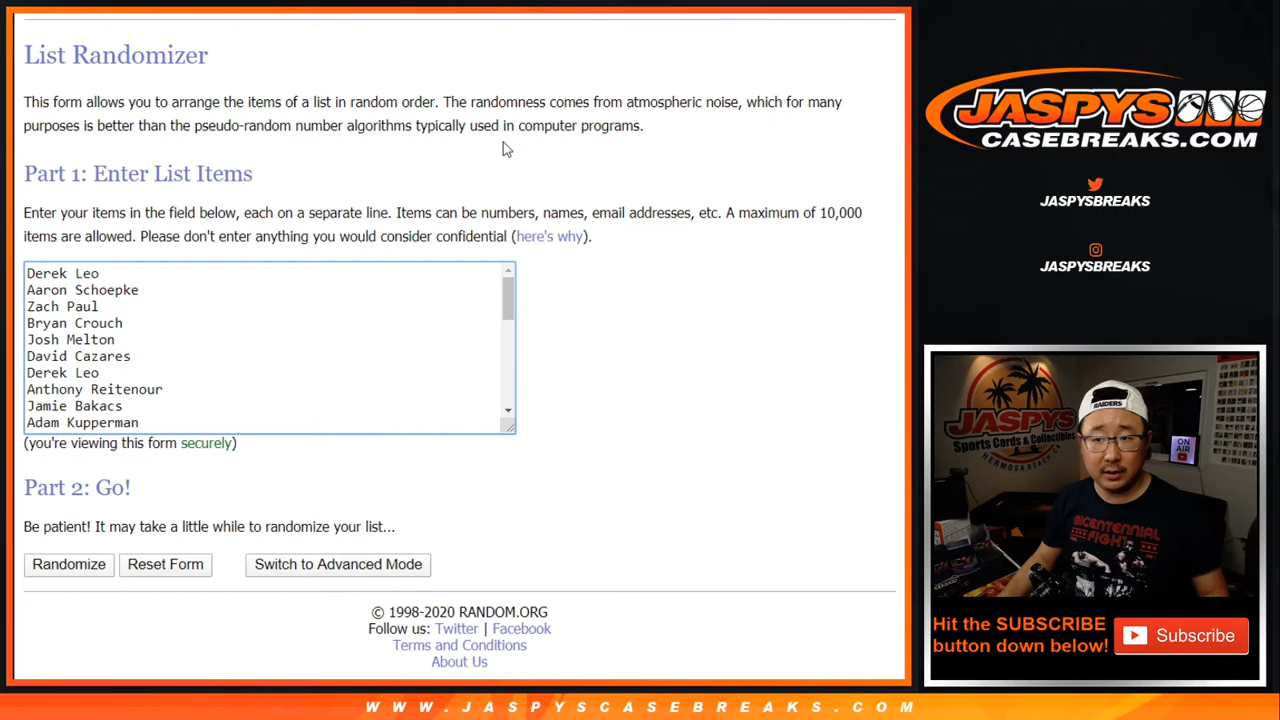 List Randomizer
This form allows you to arrange the items of a list in random order. The randomness comes from atmospheric noise, which for many
purposes is better than the pseudo-random number algorithms typically used in computer programs.
Part 1: Enter List Items
Enter your items in the field below, each on a separate line. Items can be numbers, names, email addresses, etc. A maximum of 10,000
items are allowed. Please don't enter anything you would consider confidential (here's why).
Derek Leo
Aaron Schoepke
Zach Paul
Bryan Crouch
Josh Melton
David Cazares
Derek Leo
Anthony Reitenour
Jamie Bakacs
Adam Kupperman
(you're viewing this form securely)
Part 2: Go!
Be patient! It may take a little while to randomize your list...
Randomize Reset Form Switch to Advanced Mode
© 1998-2020 RANDOM.ORG
Follow us: Twitter | Facebook
Terms and Conditions
About Us
JASPYS
CASEBREAKS.COM
JASPYSBREAKS
JASPYSBREAKS
JASPYS
Sports Cards & Collectibles
HERMOSA BEACH, CA
RAIDERS
ON
AIR
BICENTENNIAL
FIGHT
Hit the SUBSCRIBE
button down below!
Subscribe
WWW.JASPYSCASEBREAKS.COM